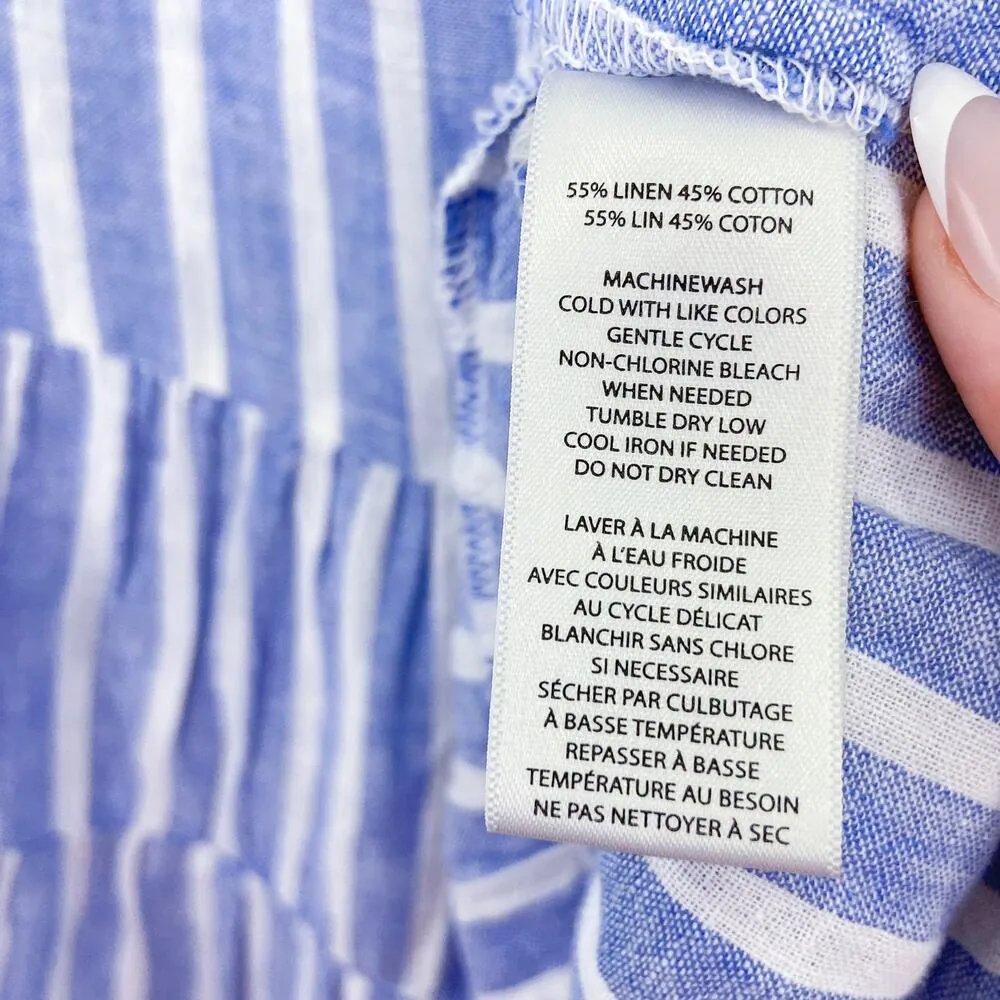 55% LINEN 45% COTTON
55% LIN 45% COTON
MACHINEWASH
COLD WITH LIKE COLORS
GENTLE CYCLE
NON-CHLORINE BLEACH
WHEN NEEDED
TUMBLE DRY LOW
COOL IRON IF NEEDED
DO NOT DRY CLEAN
LAVER À LA MACHINE
À L'EAU FROIDE
AVEC COULEURS SIMILAIRES
AU CYCLE DÉLICAT
BLANCHIR SANS CHLORE
SI NECESSAIRE
SÉCHER PAR CULBUTAGE
À BASSE TEMPÉRATURE
REPASSER À BASSE
TEMPÉRATURE AU BESOIN
NE PAS NETTOYER À SEC